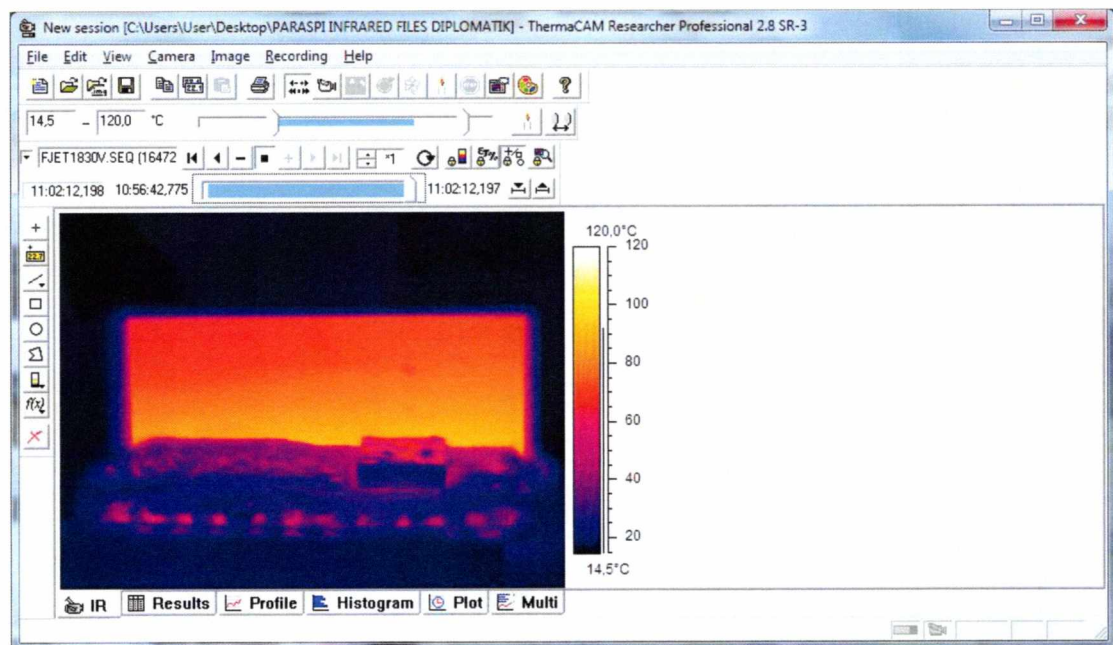 New session [C:\Users\User\Desktop\PARASPI INFRARED FILES DIPLOMATIK] - ThermaCAM Researcher Professional 2.8 SR-3
File Edit View Camera Image Recording Help
14,5 – 120,0 °C
FJET1830V.SEQ (16472 *1
11:02:12,198 10:56:42,775 11:02:12,197
120,0°C
120
100
80
60
40
20
14,5°C
f(x)
IR Results Profile Histogram Plot Multi